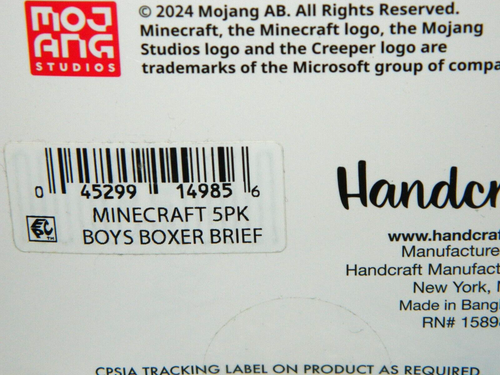 MOJ
ANG
STUDIOS
© 2024 Mojang AB. All Rights Reserved.
Minecraft, the Minecraft logo, the Mojang
Studios logo and the Creeper logo are
trademarks of the Microsoft group of
0 45299 14985 6
MINECRAFT 5PK
BOYS BOXER BRIEF
www.handcraf
Manufacture
Handcraft Manufact
New York,
Made in Bang
RN# 1589
CPSIA TRACKING LABEL ON PRODUCT AS REQUIRED